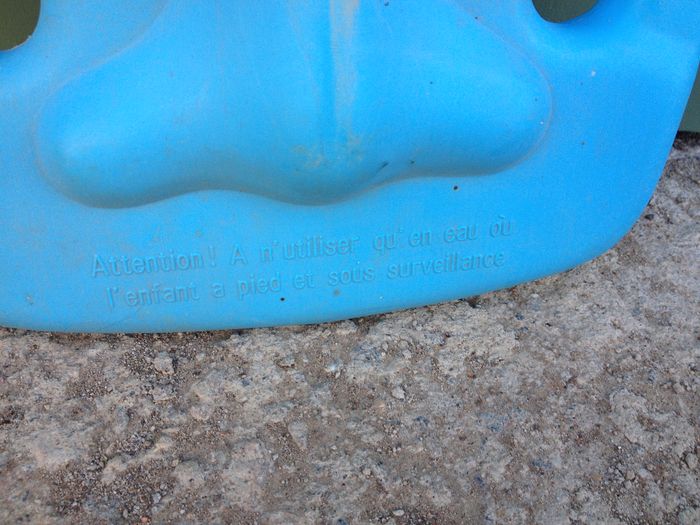 Attention! A n'utiliser qu'en eau où
l'enfant a pied et sous surveillance